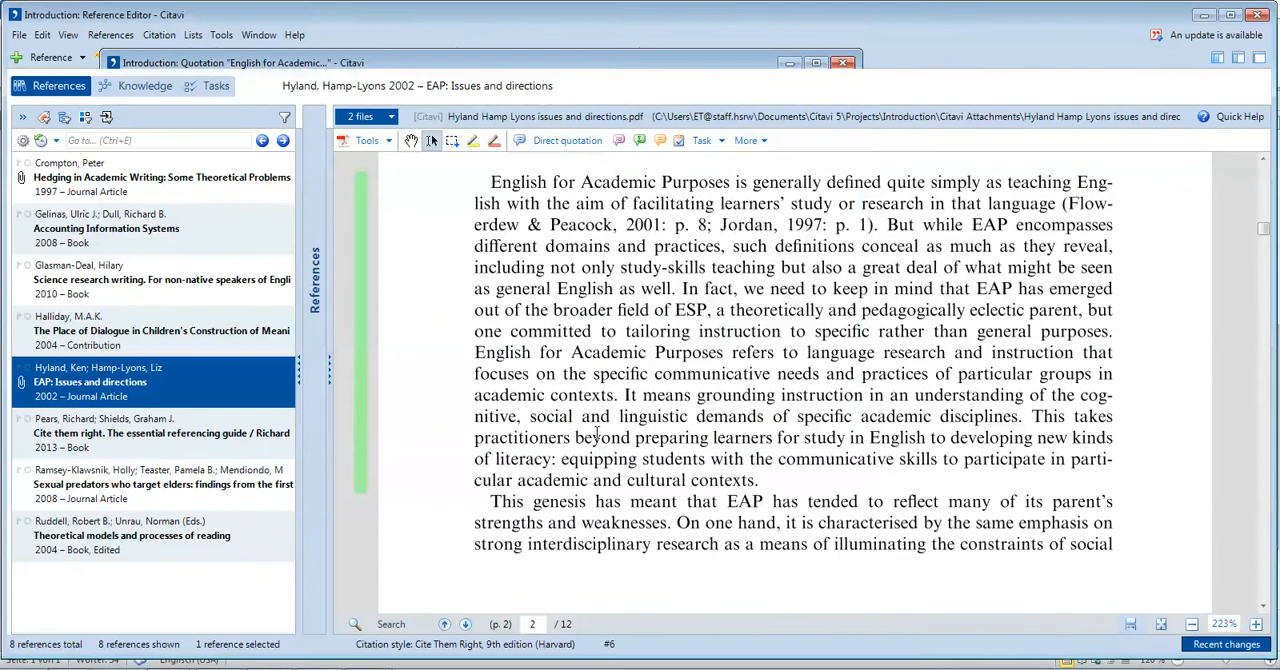 Introduction: Reference Editor - Citavi
File Edit View References Citation Lists Tools Window Help
An update is available
Reference
Introduction: Quotation "English for Academic..." - Citavi
References Knowledge Tasks
Hyland, Hamp-Lyons 2002 – EAP: Issues and directions
2 files [Citavi] Hyland Hamp Lyons issues and directions.pdf (C:\Users\ET@staff.hsrw\Documents\Citavi 5\Projects\Introduction\Citavi Attachments\Hyland Hamp Lyons issues and direc
Quick Help
Go to... (Ctrl+E)
Tools Direct quotation Task More
Crompton, Peter
Hedging in Academic Writing: Some Theoretical Problems
1997 – Journal Article
Gelinas, Ulric J.; Dull, Richard B.
Accounting Information Systems
2008 – Book
Glasman-Deal, Hilary
Science research writing. For non-native speakers of Engli
2010 – Book
Halliday, M.A.K.
The Place of Dialogue in Children's Construction of Meani
2004 – Contribution
Hyland, Ken; Hamp-Lyons, Liz
EAP: Issues and directions
2002 – Journal Article
Pears, Richard; Shields, Graham J.
Cite them right. The essential referencing guide / Richard
2013 – Book
Ramsey-Klawsnik, Holly; Teaster, Pamela B.; Mendiondo, M
Sexual predators who target elders: findings from the first
2008 – Journal Article
Ruddell, Robert B.; Unrau, Norman (Eds.)
Theoretical models and processes of reading
2004 – Book, Edited
References
English for Academic Purposes is generally defined quite simply as teaching Eng-
lish with the aim of facilitating learners' study or research in that language (Flow-
erdew & Peacock, 2001: p. 8; Jordan, 1997: p. 1). But while EAP encompasses
different domains and practices, such definitions conceal as much as they reveal,
including not only study-skills teaching but also a great deal of what might be seen
as general English as well. In fact, we need to keep in mind that EAP has emerged
out of the broader field of ESP, a theoretically and pedagogically eclectic parent, but
one committed to tailoring instruction to specific rather than general purposes.
English for Academic Purposes refers to language research and instruction that
focuses on the specific communicative needs and practices of particular groups in
academic contexts. It means grounding instruction in an understanding of the cog-
nitive, social and linguistic demands of specific academic disciplines. This takes
practitioners beyond preparing learners for study in English to developing new kinds
of literacy: equipping students with the communicative skills to participate in parti-
cular academic and cultural contexts.
This genesis has meant that EAP has tended to reflect many of its parent's
strengths and weaknesses. On one hand, it is characterised by the same emphasis on
strong interdisciplinary research as a means of illuminating the constraints of social
Search (p. 2) 2 / 12 223%
8 references total 8 references shown 1 reference selected Citation style: Cite Them Right, 9th edition (Harvard) #6 Recent changes